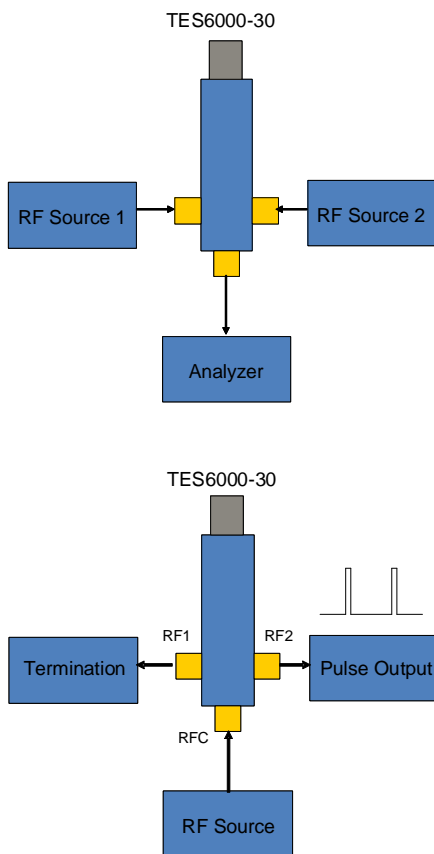 TES6000-30
RF Source 1
RF Source 2
Analyzer
TES6000-30
RF1
RF2
Termination
Pulse Output
RFC
RF Source